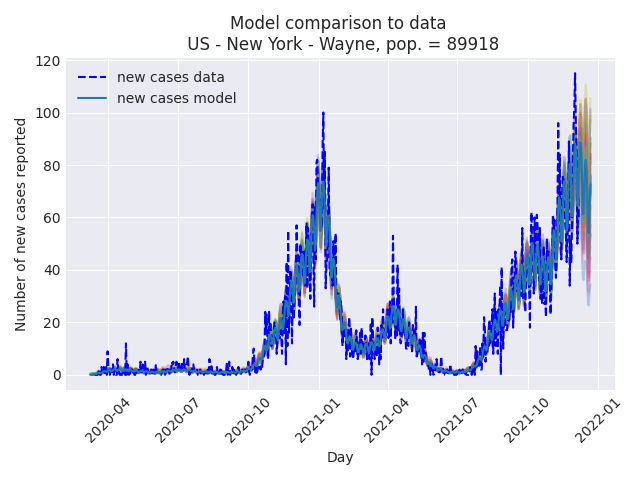 Model comparison to data
US - New York - Wayne, pop. = 89918
120
100
80
60
40
20
0
Number of new cases reported
new cases data
new cases model
2020-04
2020-07
2020-10
2021-01
2021-04
2021-07
2021-10
2022-01
Day